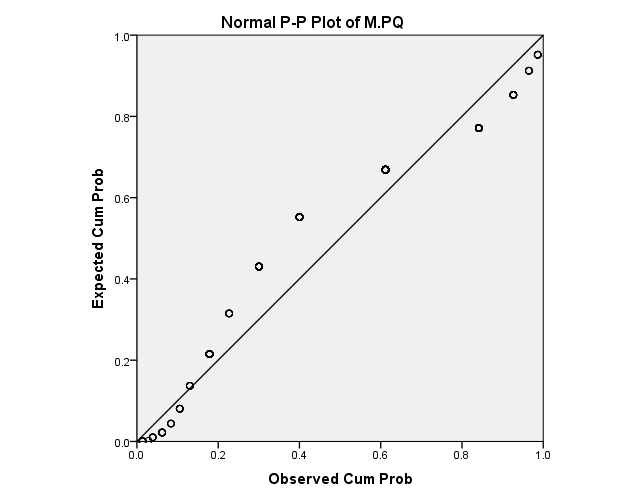 Normal P-P Plot of M.PQ
1.0
0.8
0.6
0.4
0.2
0.0
Expected Cum Prob
0.0 0.2 0.4 0.6 0.8 1.0
Observed Cum Prob